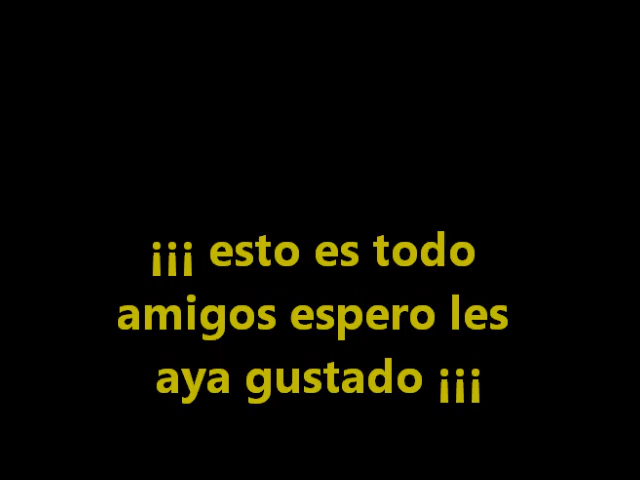 ¡¡¡ esto es todo
amigos espero les
aya gustado ¡¡¡